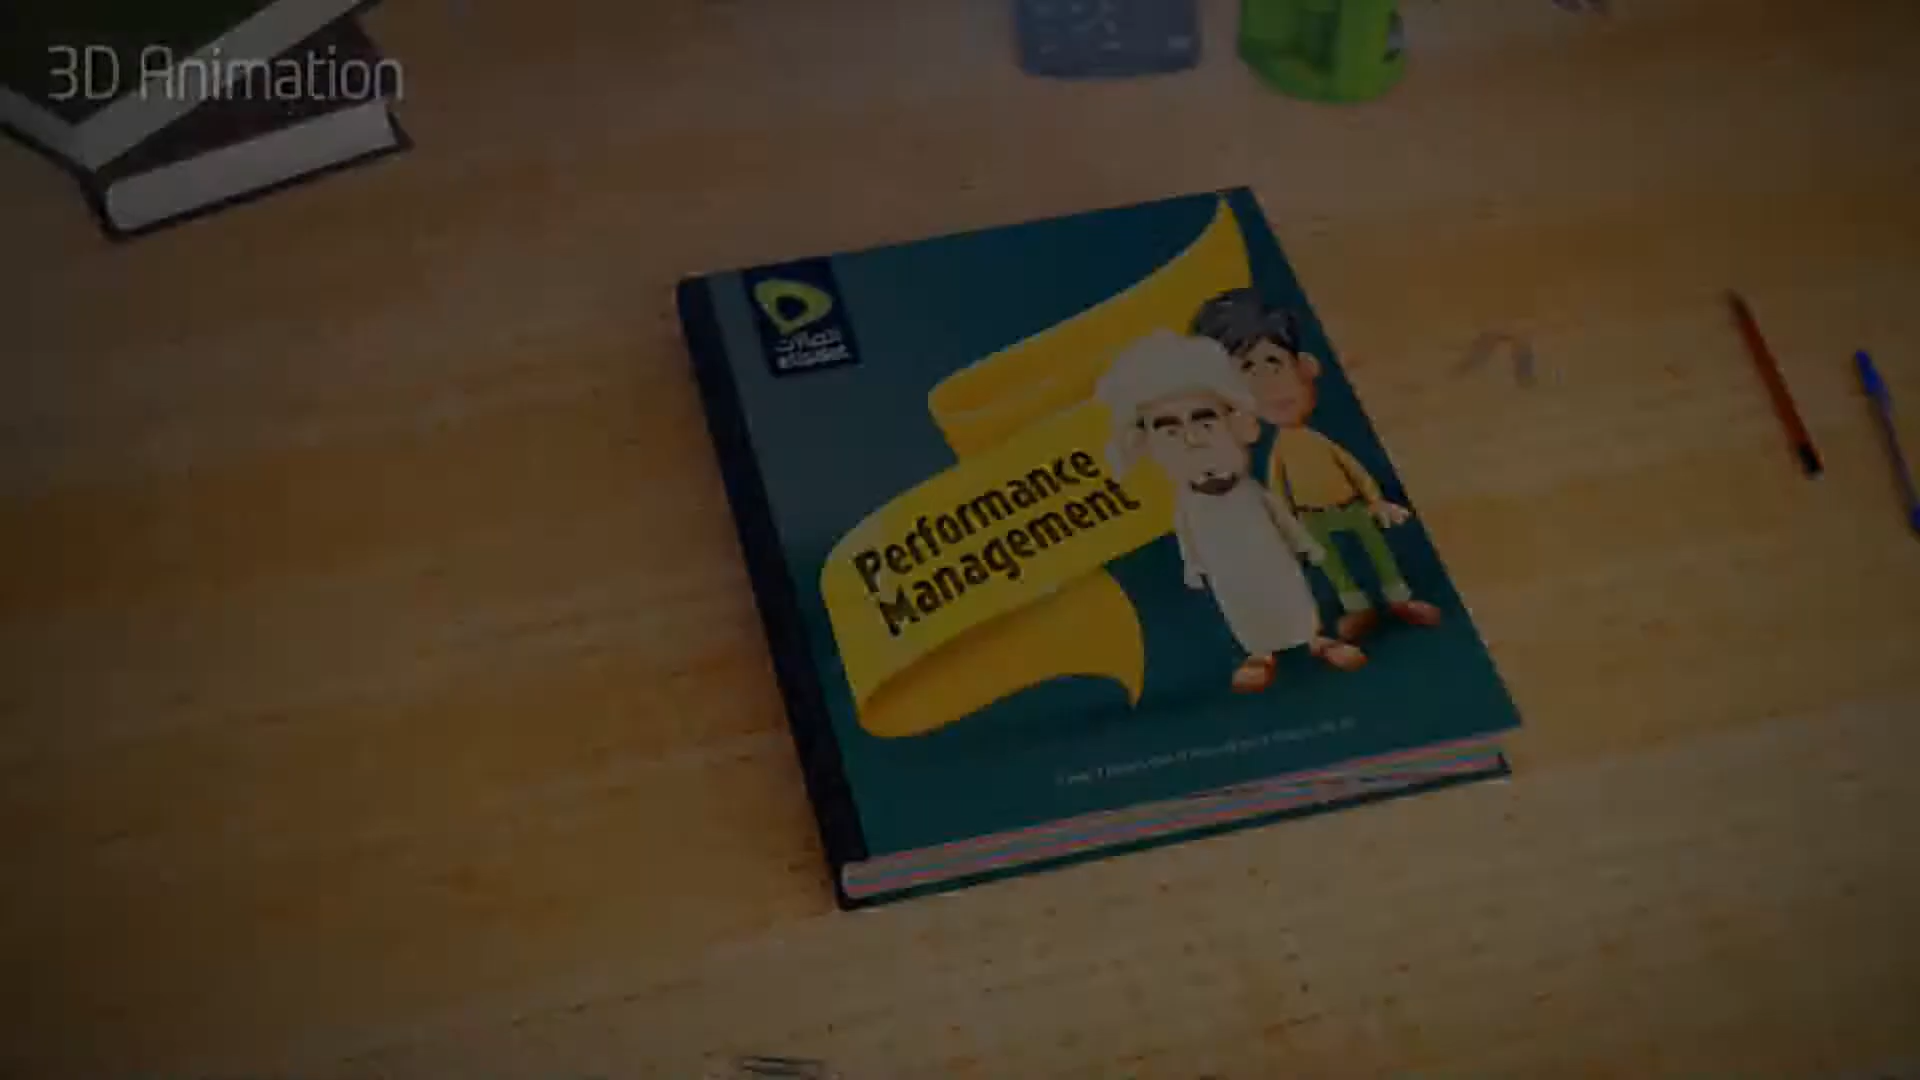 3D Animation
اتصالات
etisalat
Performance
Management